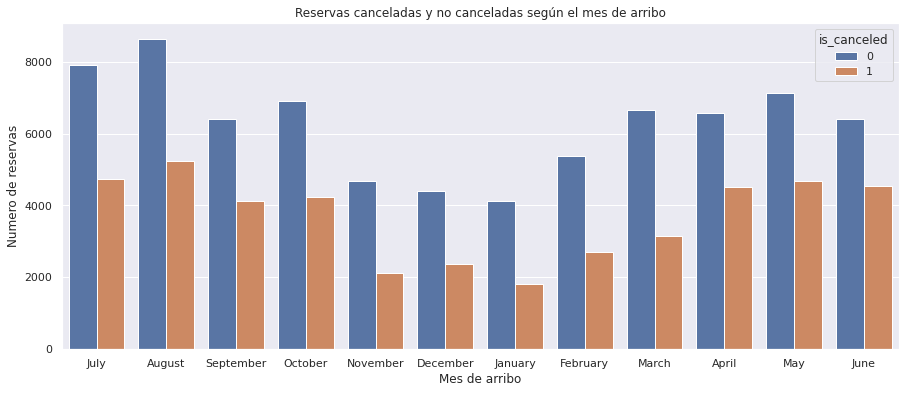 Reservas canceladas y no canceladas según el mes de arribo
is_canceled
0
1
8000
6000
4000
2000
0
Numero de reservas
July August September October November December January February March April May June
Mes de arribo